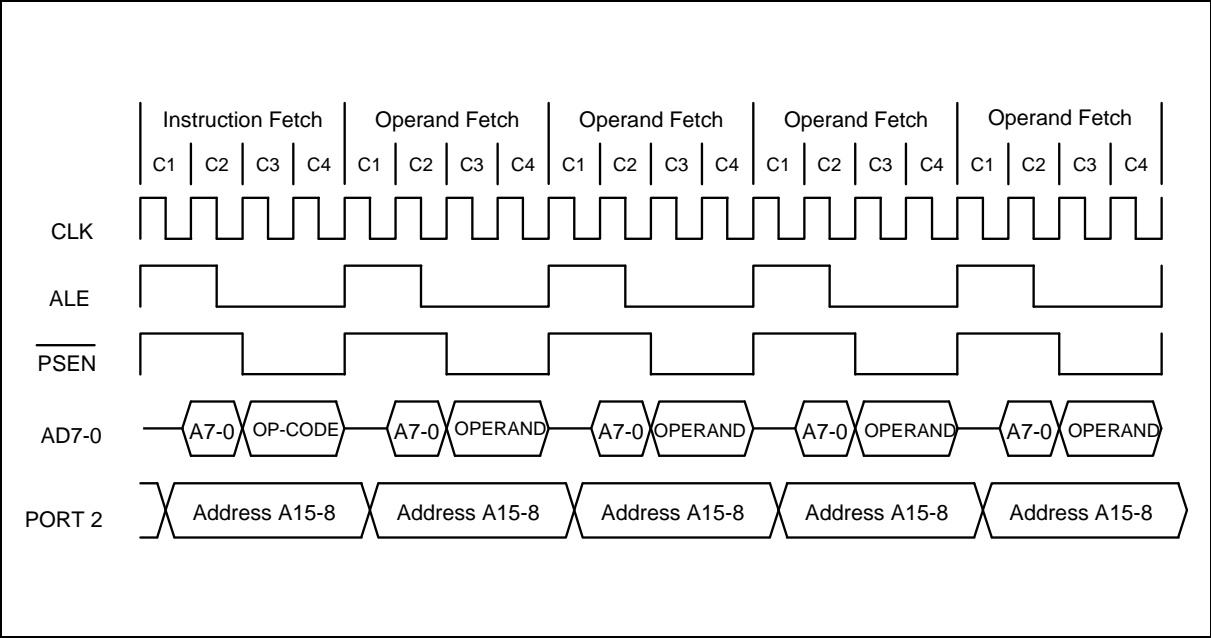 Instruction Fetch Operand Fetch Operand Fetch Operand Fetch Operand Fetch
C1 C2 C3 C4 C1 C2 C3 C4 C1 C2 C3 C4 C1 C2 C3 C4 C1 C2 C3 C4
CLK
ALE
PSEN
AD7-0 A7-0 OP-CODE A7-0 OPERAND A7-0 OPERAND A7-0 OPERAND A7-0 OPERAND
PORT 2 Address A15-8 Address A15-8 Address A15-8 Address A15-8 Address A15-8